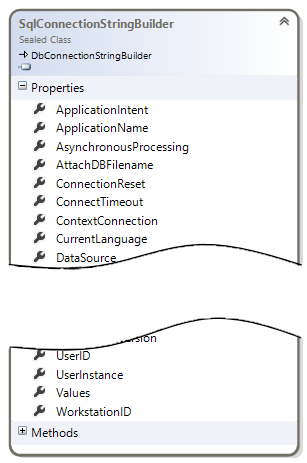 SqlConnectionStringBuilder
Sealed Class
DbConnectionStringBuilder
Properties
ApplicationIntent
ApplicationName
AsynchronousProcessing
AttachDBFilename
ConnectionReset
ConnectTimeout
ContextConnection
CurrentLanguage
DataSource
UserID
UserInstance
Values
WorkstationID
Methods